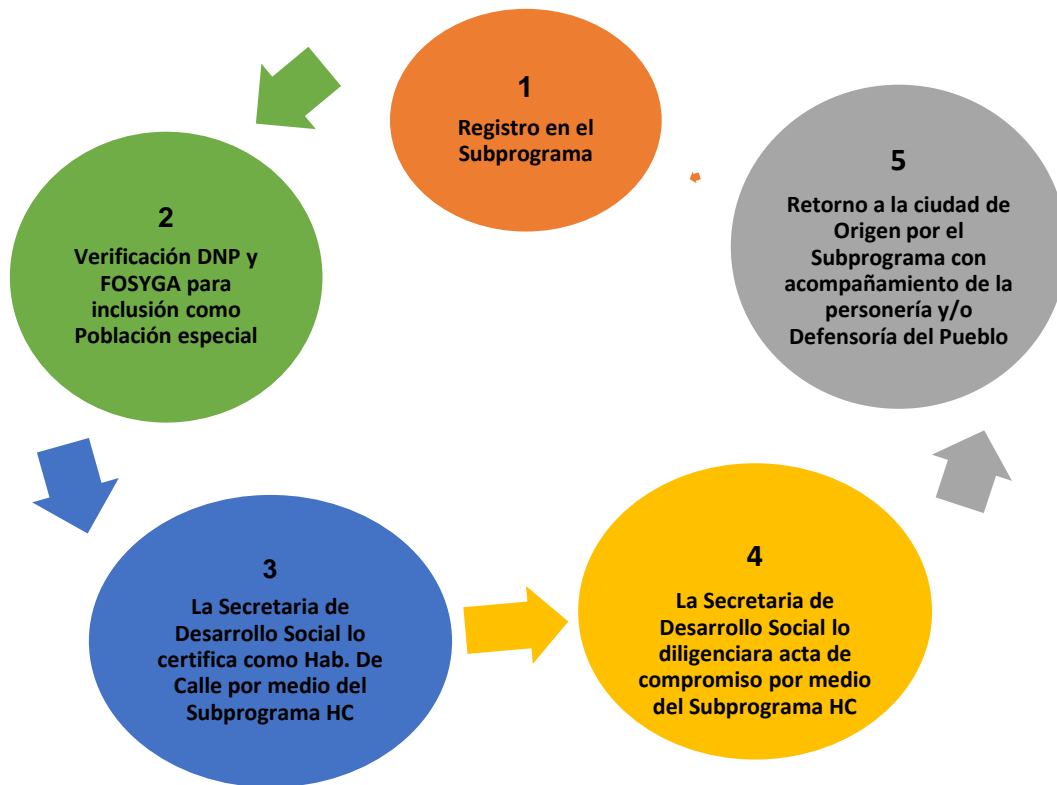 1
Registro en el
Subprograma
2
Verificación DNP y
FOSYGA para
inclusión como
Población especial
3
La Secretaria de
Desarrollo Social lo
certifica como Hab. De
Calle por medio del
Subprograma HC
4
La Secretaria de
Desarrollo Social lo
diligenciara acta de
compromiso por medio
del Subprograma HC
5
Retorno a la ciudad de
Origen por el
Subprograma con
acompañamiento de la
personería y/o
Defensoría del Pueblo